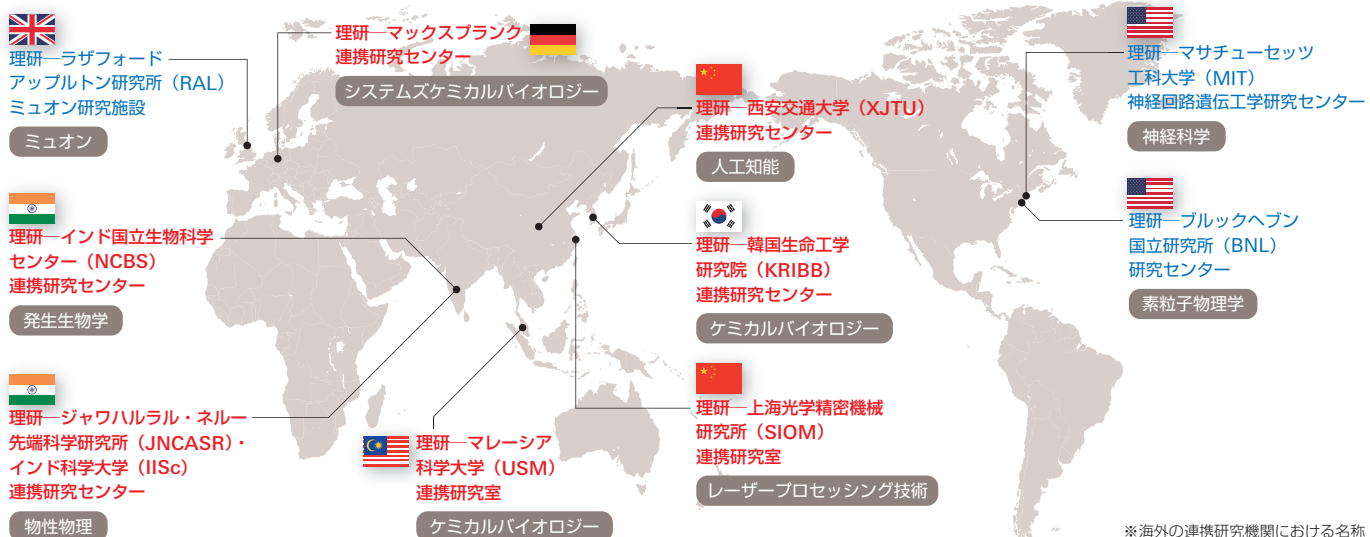 理研―ラザフォード
アップルトン研究所（RAL）
ミュオン研究施設
ミュオン
理研―マックスプランク
連携研究センター
システムズケミカルバイオロジー
理研―西安交通大学（XJTU）
連携研究センター
人工知能
理研―マサチューセッツ
工科大学（MIT）
神経回路遺伝工学研究センター
神経科学
理研―インド国立生物科学
センター（NCBS）
連携研究センター
発生生物学
理研―韓国生命工学
研究院（KRIBB）
連携研究センター
ケミカルバイオロジー
理研―ブルックヘブン
国立研究所（BNL）
研究センター
素粒子物理学
理研―ジャワハルラル・ネルー
先端科学研究所（JNCASR）・
インド科学大学（IISc）
連携研究センター
物性物理
理研―マレーシア
科学大学（USM）
連携研究室
ケミカルバイオロジー
理研―上海光学精密機械
研究所（SIOM）
連携研究室
レーザープロセッシング技術
※海外の連携研究機関における名称